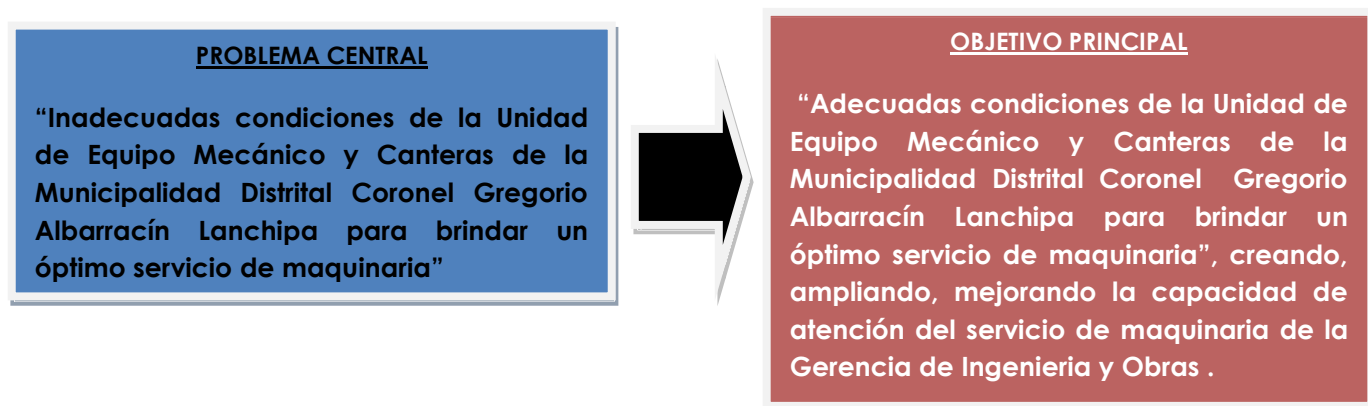 PROBLEMA CENTRAL
“Inadecuadas condiciones de la Unidad
de Equipo Mecánico y Canteras de la
Municipalidad Distrital Coronel Gregorio
Albarracín Lanchipa para brindar un
óptimo servicio de maquinaria”
OBJETIVO PRINCIPAL
“Adecuadas condiciones de la Unidad de
Equipo Mecánico y Canteras de la
Municipalidad Distrital Coronel Gregorio
Albarracín Lanchipa para brindar un
óptimo servicio de maquinaria”, creando,
ampliando, mejorando la capacidad de
atención del servicio de maquinaria de la
Gerencia de Ingenieria y Obras .